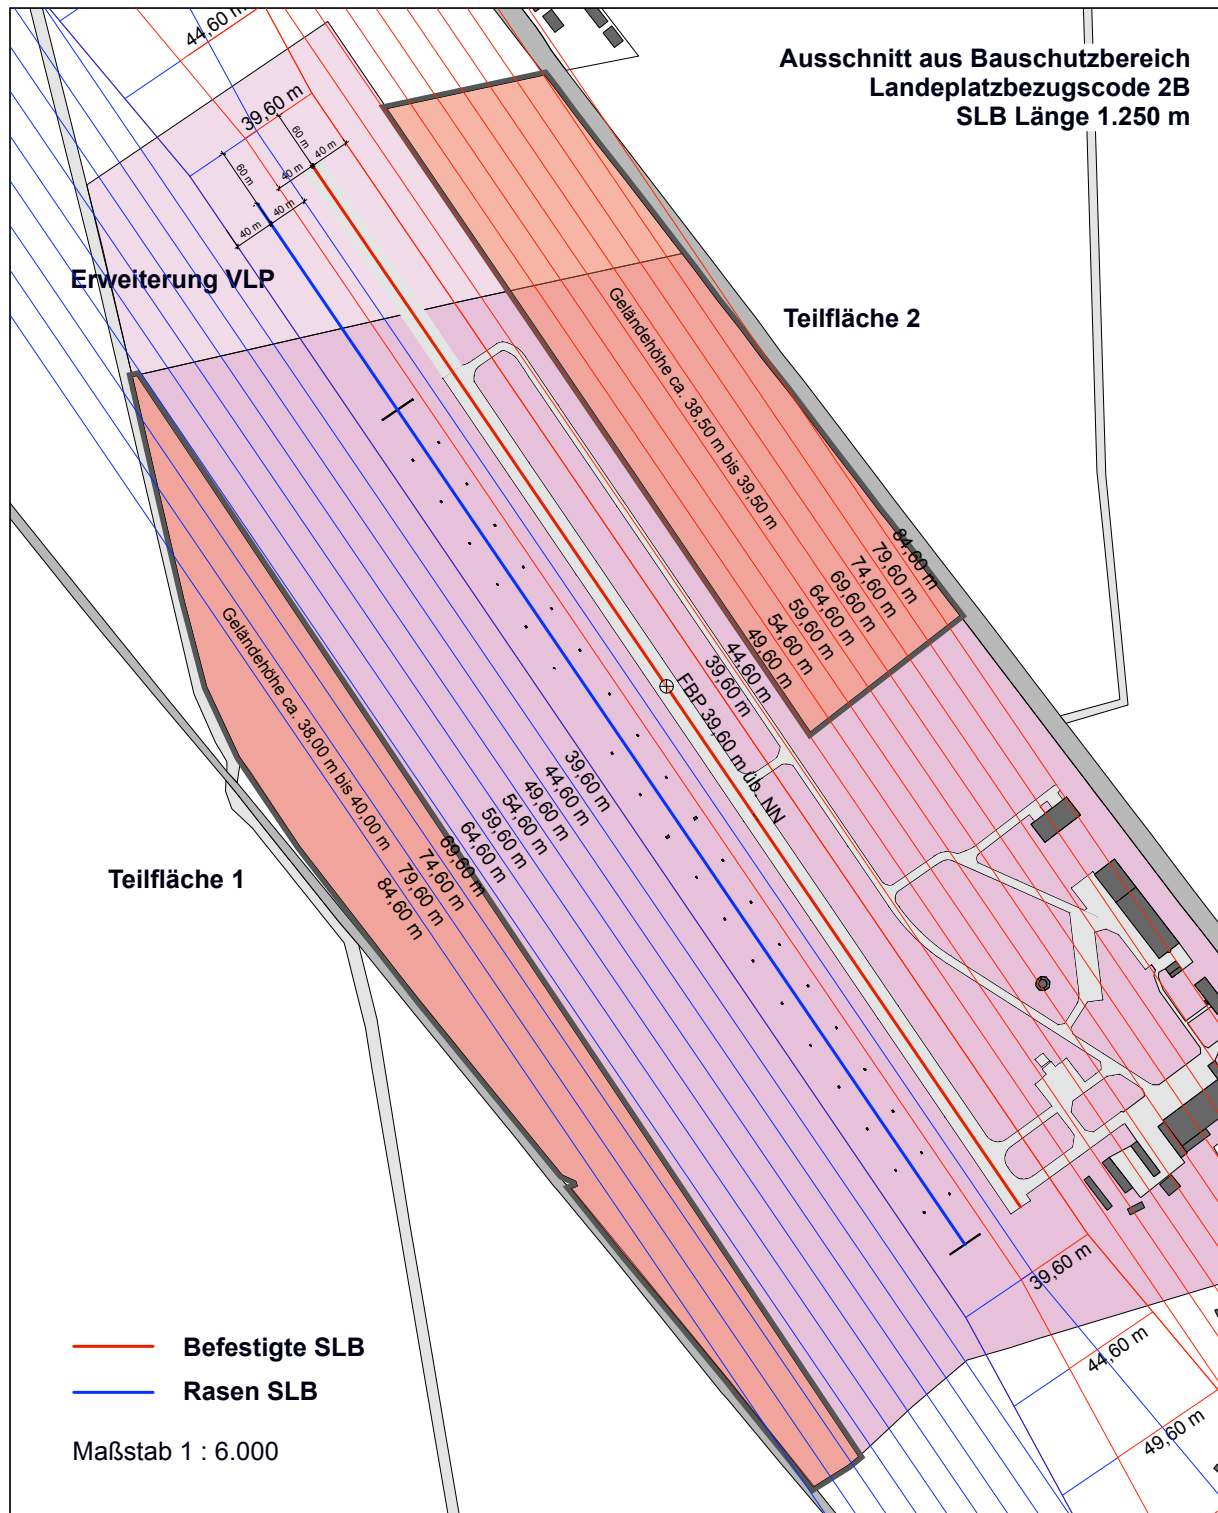 44,60 m
Ausschnitt aus Bauschutzbereich
Landeplatzbezugscode 2B
SLB Länge 1.250 m
39,60 m
60 m
40 m
40 m
60 m
40 m
40 m
Erweiterung VLP
Teilfläche 2
Geländehöhe ca. 38,50 m bis 39,50 m
84,60 m
79,60 m
74,60 m
69,60 m
64,60 m
59,60 m
54,60 m
49,60 m
44,60 m
39,60 m
FBP 39,60 m üb. NN
Geländehöhe ca. 38,00 m bis 40,00 m
39,60 m
44,60 m
49,60 m
54,60 m
59,60 m
64,60 m
69,60 m
74,60 m
79,60 m
84,60 m
Teilfläche 1
39,60 m
44,60 m
49,60 m
Befestigte SLB
Rasen SLB
Maßstab 1 : 6.000